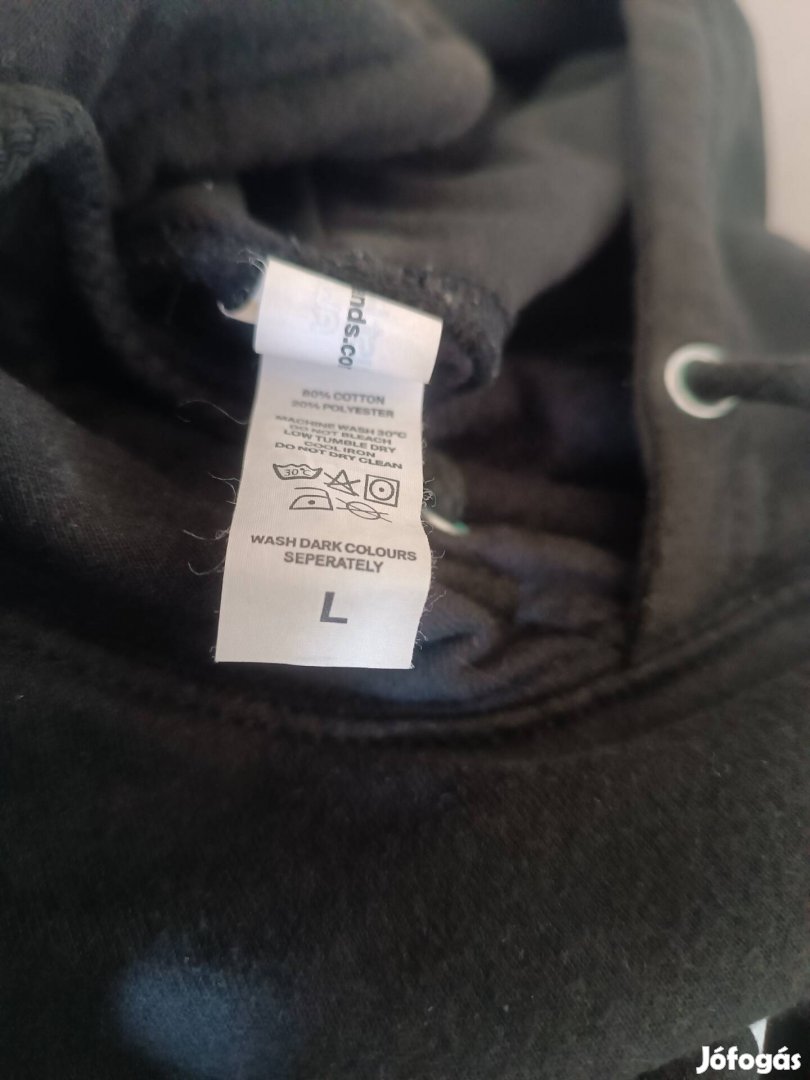 ands.co
80% COTTON
20% POLYESTER
MACHINE WASH 30°C
DO NOT BLEACH
LOW TUMBLE DRY
COOL IRON
DO NOT DRY CLEAN
30°C
WASH DARK COLOURS
SEPERATELY
L
Jófogás